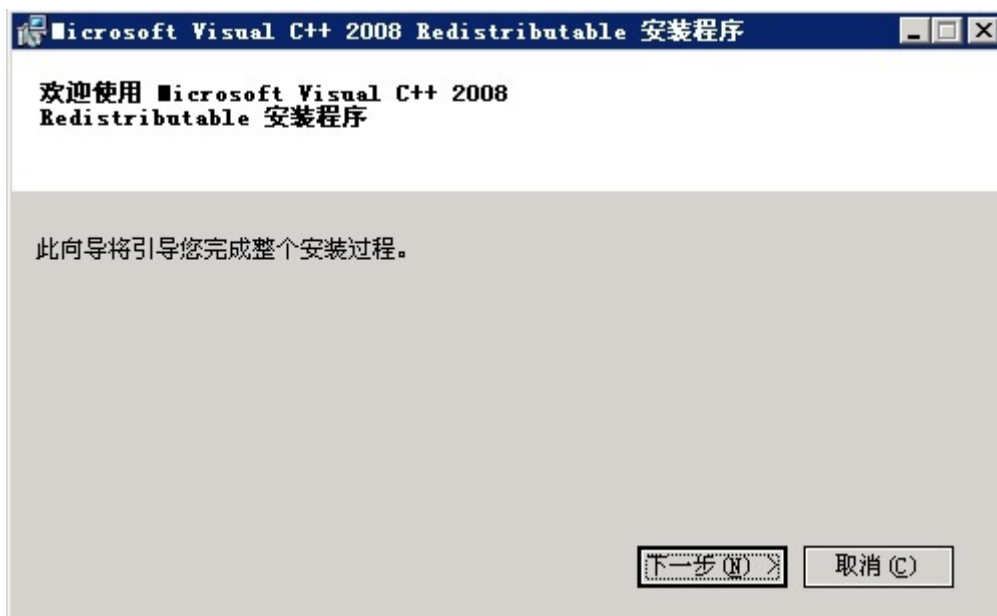 Microsoft Visual C++ 2008 Redistributable 安装程序
欢迎使用 Microsoft Visual C++ 2008
Redistributable 安装程序
此向导将引导您完成整个安装过程。
下一步(N) >
取消(C)